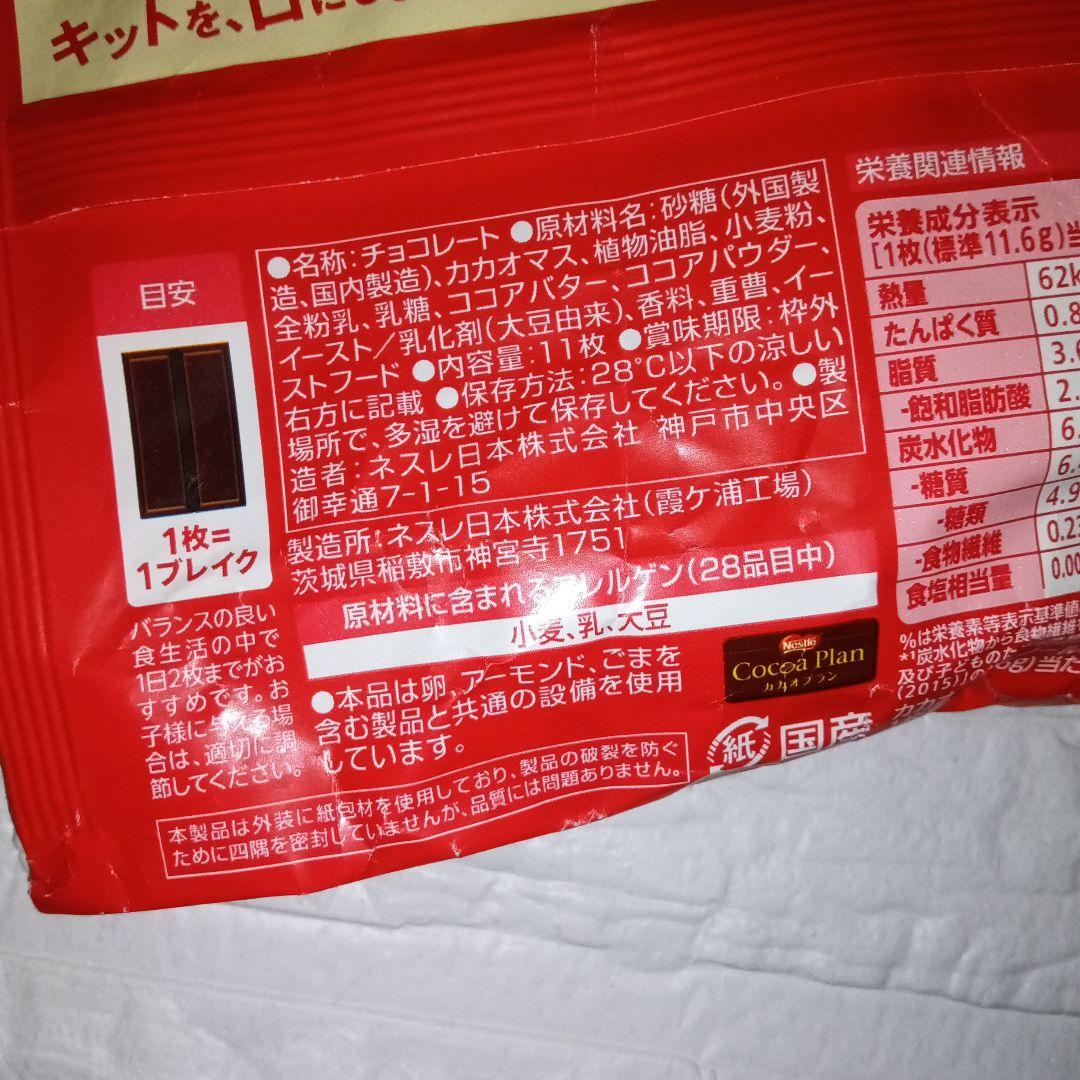 キットを、口に
目安
1枚=
1ブレイク
バランスの良い
食生活の中で
1日2枚までがお
すすめです。お
子様に与える場
合は、適切に調
節してください。
●名称:チョコレート ●原材料名:砂糖(外国製
造、国内製造)、カカオマス、植物油脂、小麦粉、
全粉乳、乳糖、ココアバター、ココアパウダー、
イースト/乳化剤(大豆由来)、香料、重曹、イー
ストフード ●内容量:11枚 ●賞味期限:枠外
右方に記載 ●保存方法:28℃以下の涼しい
場所で、多湿を避けて保存してください。●製
造者:ネスレ日本株式会社 神戸市中央区
御幸通7-1-15
製造所:ネスレ日本株式会社(霞ケ浦工場)
茨城県稲敷市神宮寺1751
原材料に含まれるアレルゲン(28品目中)
小麦、乳、大豆
●本品は卵、アーモンド、ごまを
含む製品と共通の設備を使用
しています。
Nestlé
Cocoa Plan
カカオプラン
紙 国産
本製品は外装に紙包材を使用しており、製品の破裂を防ぐ
ために四隅を密封していませんが、品質には問題ありません。
栄養関連情報
栄養成分表示
[1枚(標準11.6g)当
熱量 62k
たんぱく質 0.8
脂質 3.
-飽和脂肪酸 2.
炭水化物 6.
-糖質 6.
-糖類 4.9
-食物繊維 0.2
食塩相当量 0.00
%は栄養素等表示基準値
*¹炭水化物から食物繊維
及び子どものた
(2015)」の
当た